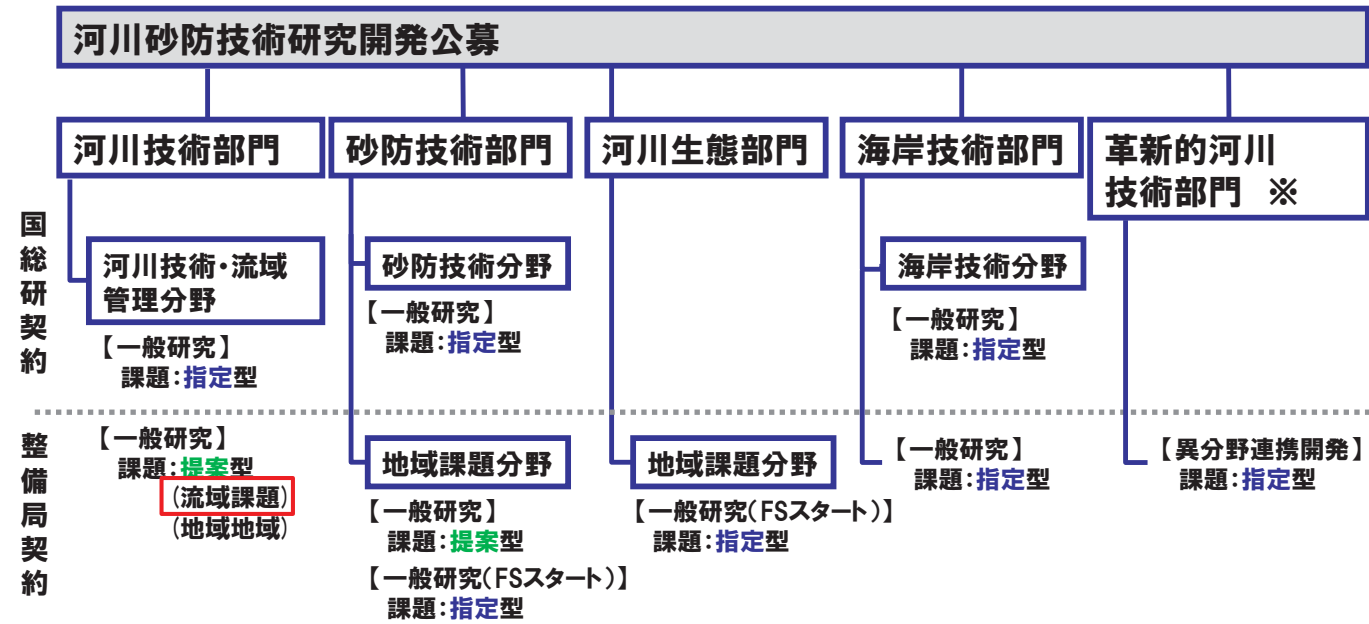 河川砂防技術研究開発公募
河川技術部門
砂防技術部門
河川生態部門
海岸技術部門
革新的河川
技術部門 ※
国総研契約
河川技術・流域
管理分野
【一般研究】
課題:指定型
砂防技術分野
【一般研究】
課題:指定型
海岸技術分野
【一般研究】
課題:指定型
整備局契約
【一般研究】
課題:提案型
(流域課題)
(地域地域)
地域課題分野
【一般研究】
課題:提案型
【一般研究(FSスタート)】
課題:指定型
地域課題分野
【一般研究(FSスタート)】
課題:指定型
【一般研究】
課題:指定型
【異分野連携開発】
課題:指定型